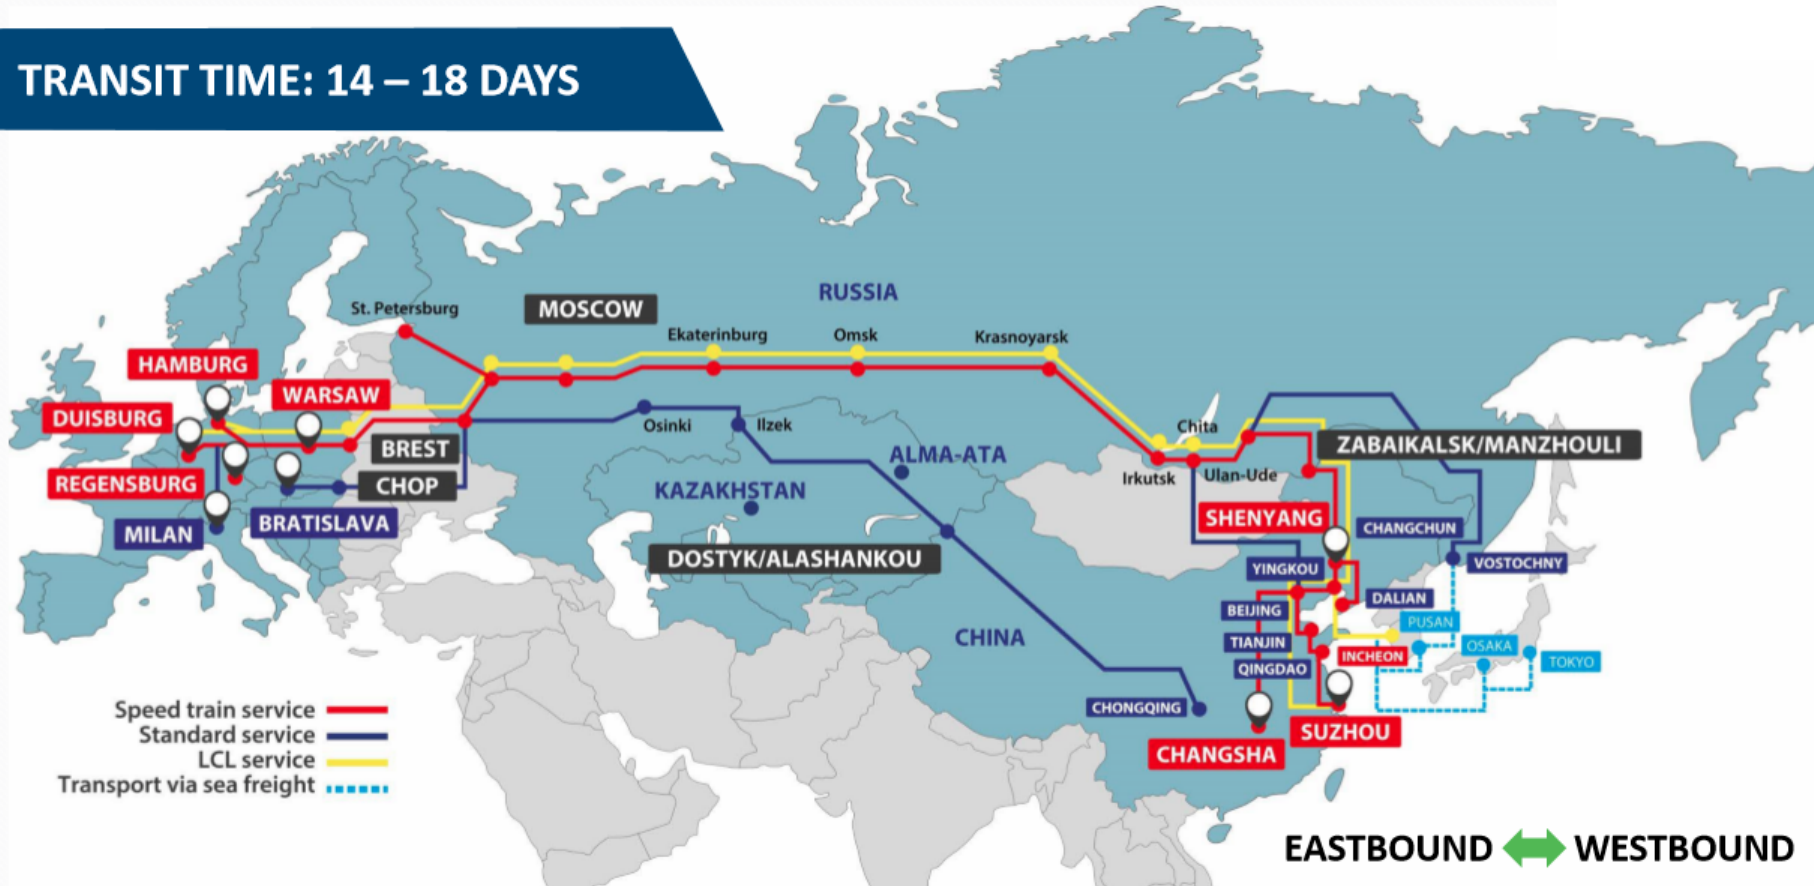 TRANSIT TIME: 14 – 18 DAYS
RUSSIA
St. Petersburg
MOSCOW
Ekaterinburg
Omsk
Krasnoyarsk
HAMBURG
WARSAW
DUISBURG
BREST
REGENSBURG
CHOP
MILAN
BRATISLAVA
Osinki
Ilzek
ALMA-ATA
KAZAKHSTAN
DOSTYK/ALASHANKOU
Chita
Irkutsk
Ulan-Ude
ZABAIKALSK/MANZHOULI
SHENYANG
CHANGCHUN
YINGKOU
VOSTOCHNY
BEIJING
DALIAN
TIANJIN
PUSAN
CHINA
QINGDAO
INCHEON
OSAKA
TOKYO
CHONGQING
SUZHOU
CHANGSHA
Speed train service
Standard service
LCL service
Transport via sea freight
EASTBOUND WESTBOUND